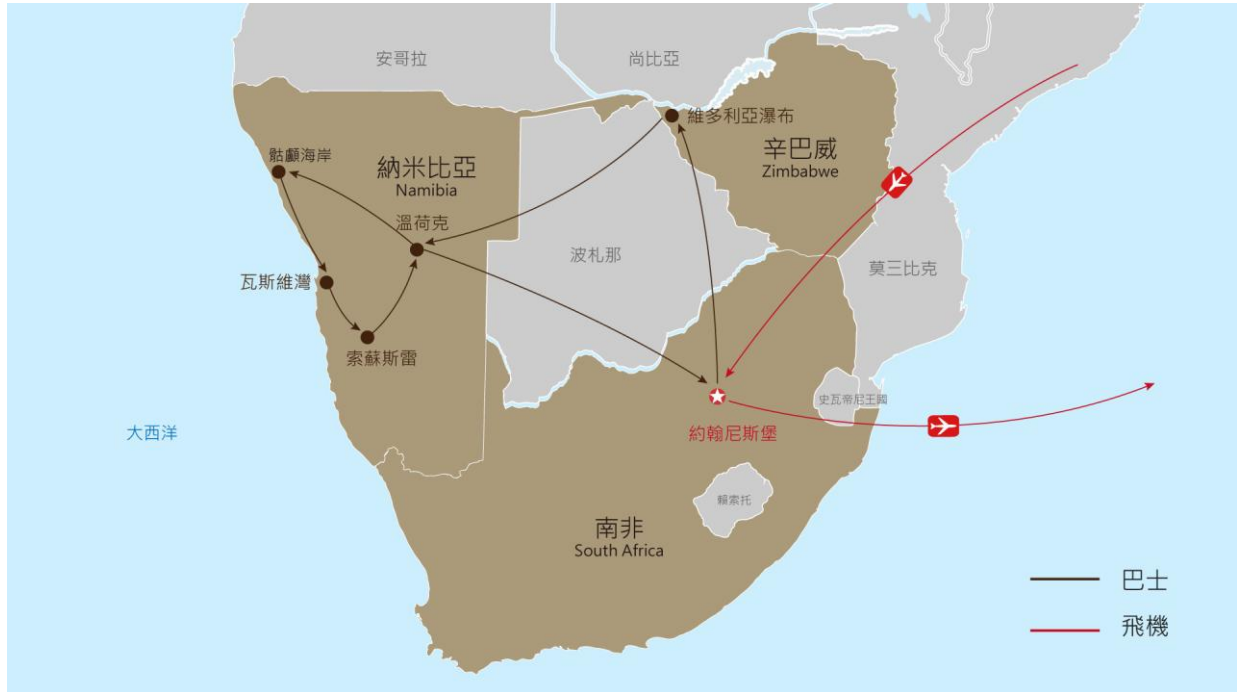 安哥拉
尚比亞
維多利亞瀑布
辛巴威
Zimbabwe
骷髏海岸
納米比亞
Namibia
溫荷克
波札那
莫三比克
瓦斯維灣
索蘇斯雷
史瓦帝尼王國
大西洋
約翰尼斯堡
賴索托
南非
South Africa
巴士
飛機